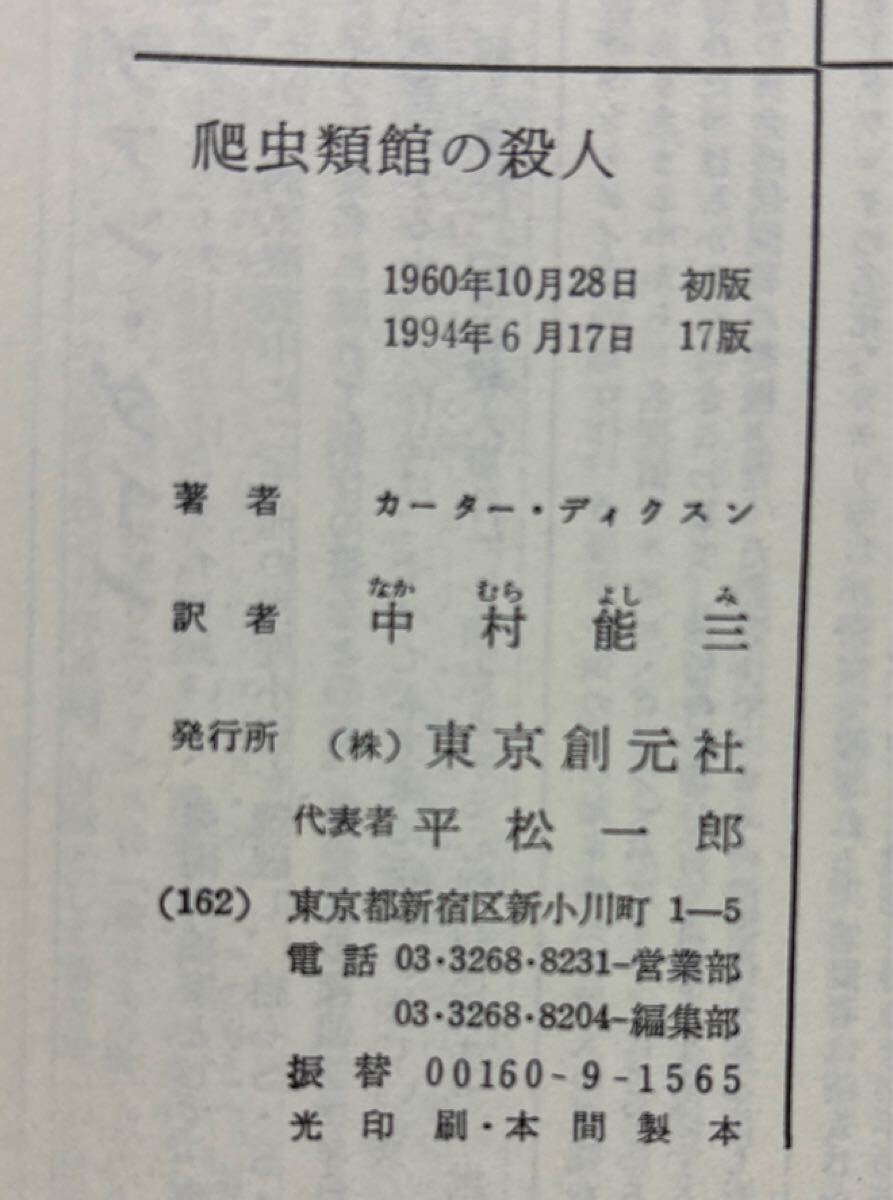 爬虫類館の殺人
1960年10月28日 初版
1994年6月17日 17版
著者 カーター・ディクスン
なか むら よし み
訳者 中村能三
発行所 (株)東京創元社
代表者 平松一郎
(162) 東京都新宿区新小川町 1—5
電話 03・3268・8231−営業部
03・3268・8204−編集部
振替 00160-9-1565
光印刷・本間製本